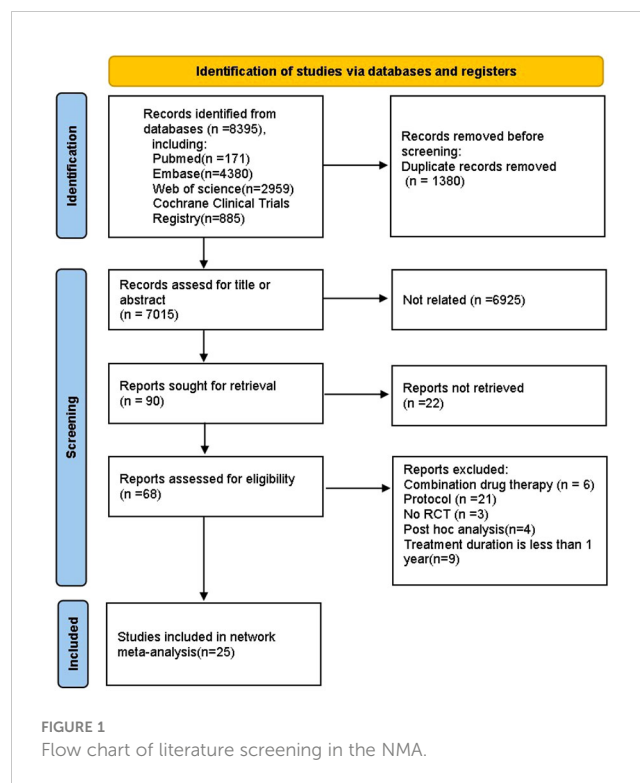 Identification of studies via databases and registers
Identification
Records identified from
databases (n =8395),
including:
Pubmed(n =171)
Embase(n=4380)
Web of science(n=2959)
Cochrane Clinical Trials
Registry(n=885)
Records removed before
screening:
Duplicate records removed
(n = 1380)
Screening
Records assesd for title or
abstract
(n = 7015)
Not related (n =6925)
Reports sought for retrieval
(n = 90)
Reports not retrieved
(n =22)
Reports assessed for eligibility
(n =68)
Reports excluded:
Combination drug therapy (n = 6)
Protocol (n =21)
No RCT (n =3)
Post hoc analysis(n=4)
Treatment duration is less than 1
year(n=9)
Included
Studies included in network
meta-analysis(n=25)
FIGURE 1
Flow chart of literature screening in the NMA.